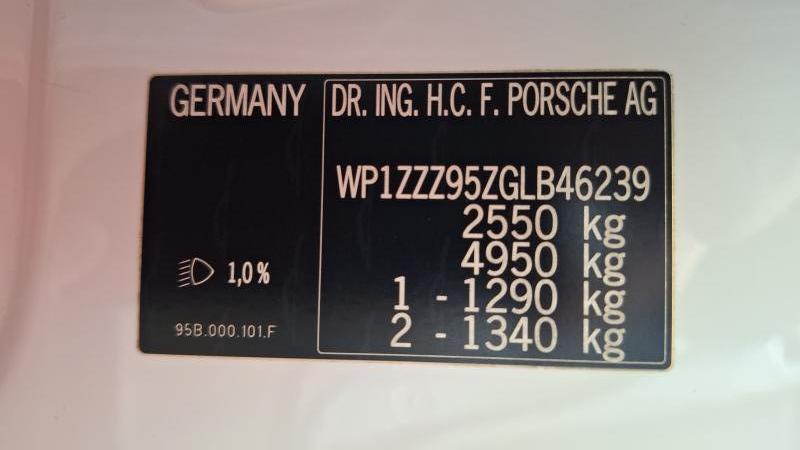 GERMANY
DR. ING. H.C. F. PORSCHE AG
WP1ZZZ95ZGLB46239
2550 kg
4950 kg
1 - 1290 kg
2 - 1340 kg
1,0%
95B.000.101.F